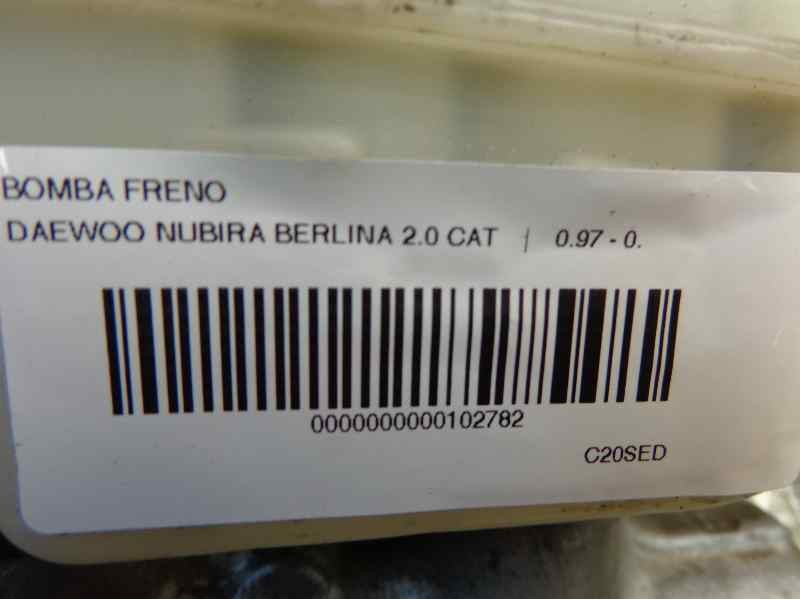 BOMBA FRENO
DAEWOO NUBIRA BERLINA 2.0 CAT | 0.97 - 0.
0000000000102782
C20SED